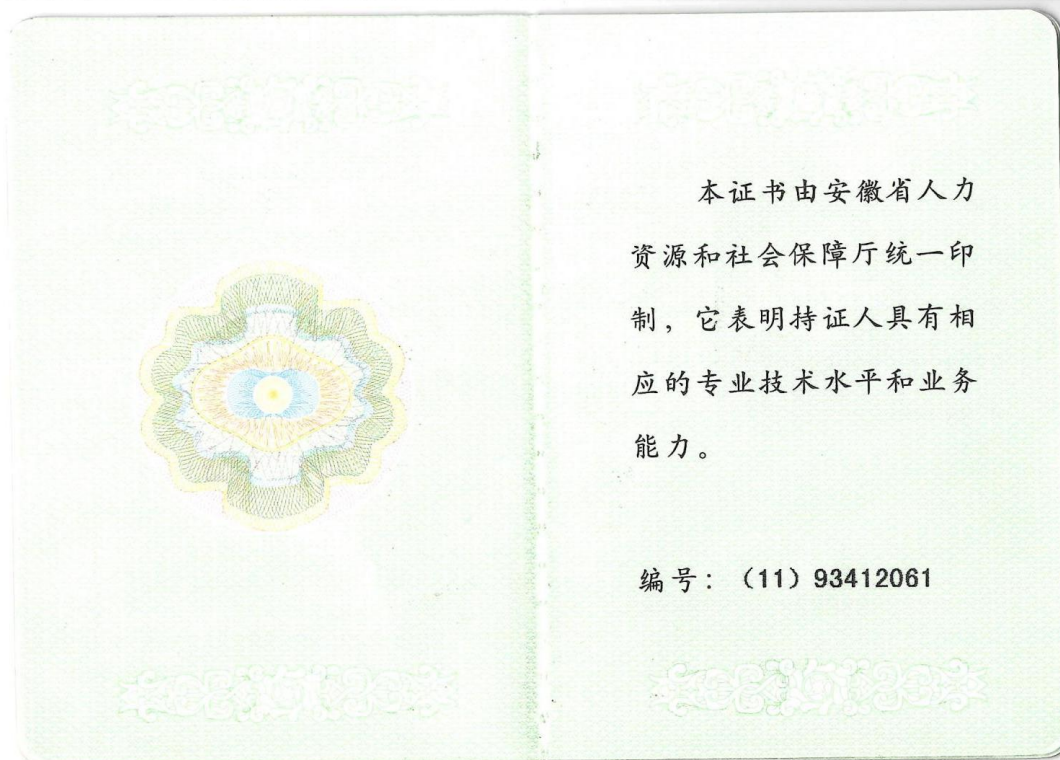 本证书由安徽省人力
资源和社会保障厅统一印
制，它表明持证人具有相
应的专业技术水平和业务
能力。
编号：（11）93412061